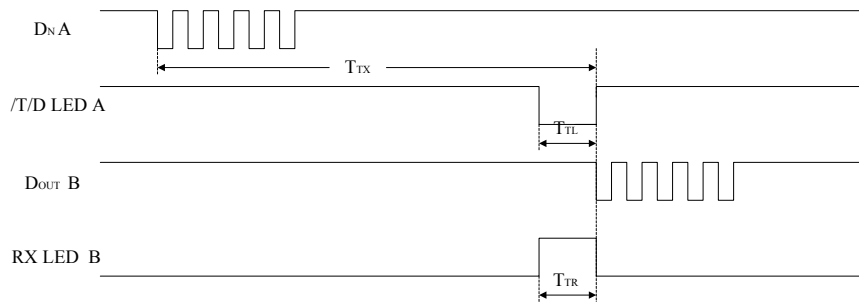 DN A
TTX
/T/D LED A
TTL
DOUT B
RX LED B
TTR